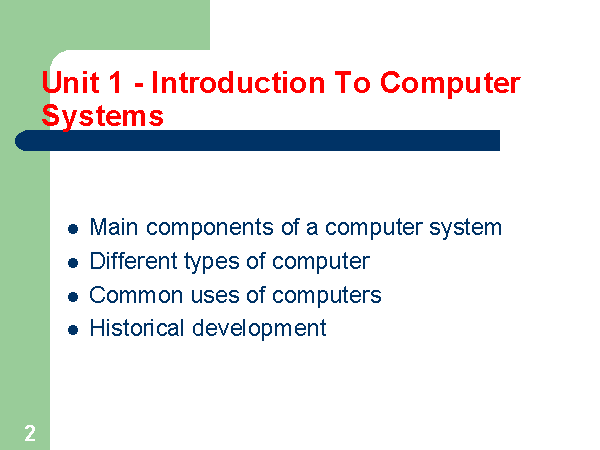 Unit 1 - Introduction To Computer
Systems
Main components of a computer system
Different types of computer
Common uses of computers
Historical development
2